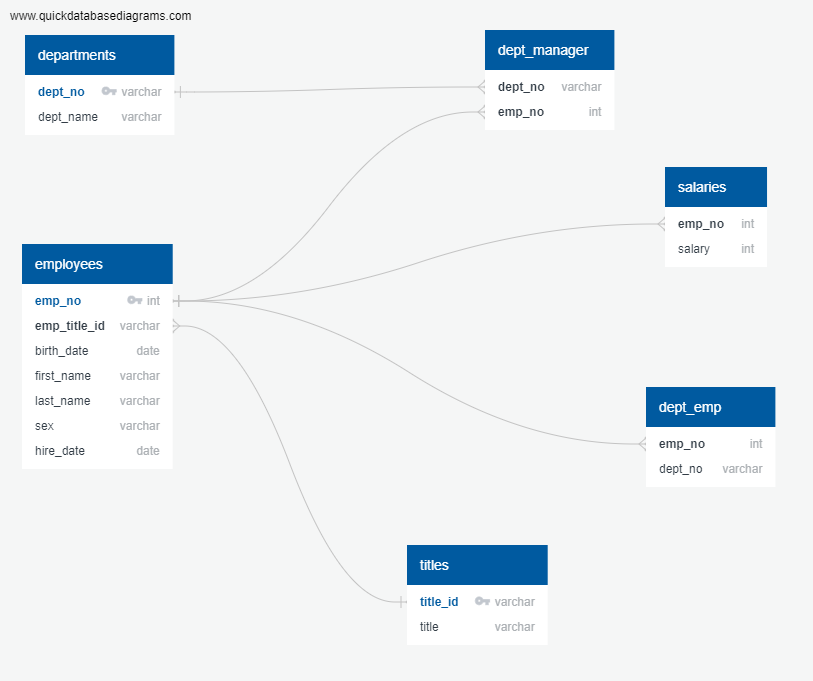 www.quickdatabasediagrams.com
departments
dept_no varchar
dept_name varchar
dept_manager
dept_no varchar
emp_no int
salaries
emp_no int
salary int
employees
emp_no int
emp_title_id varchar
birth_date date
first_name varchar
last_name varchar
sex varchar
hire_date date
dept_emp
emp_no int
dept_no varchar
titles
title_id varchar
title varchar